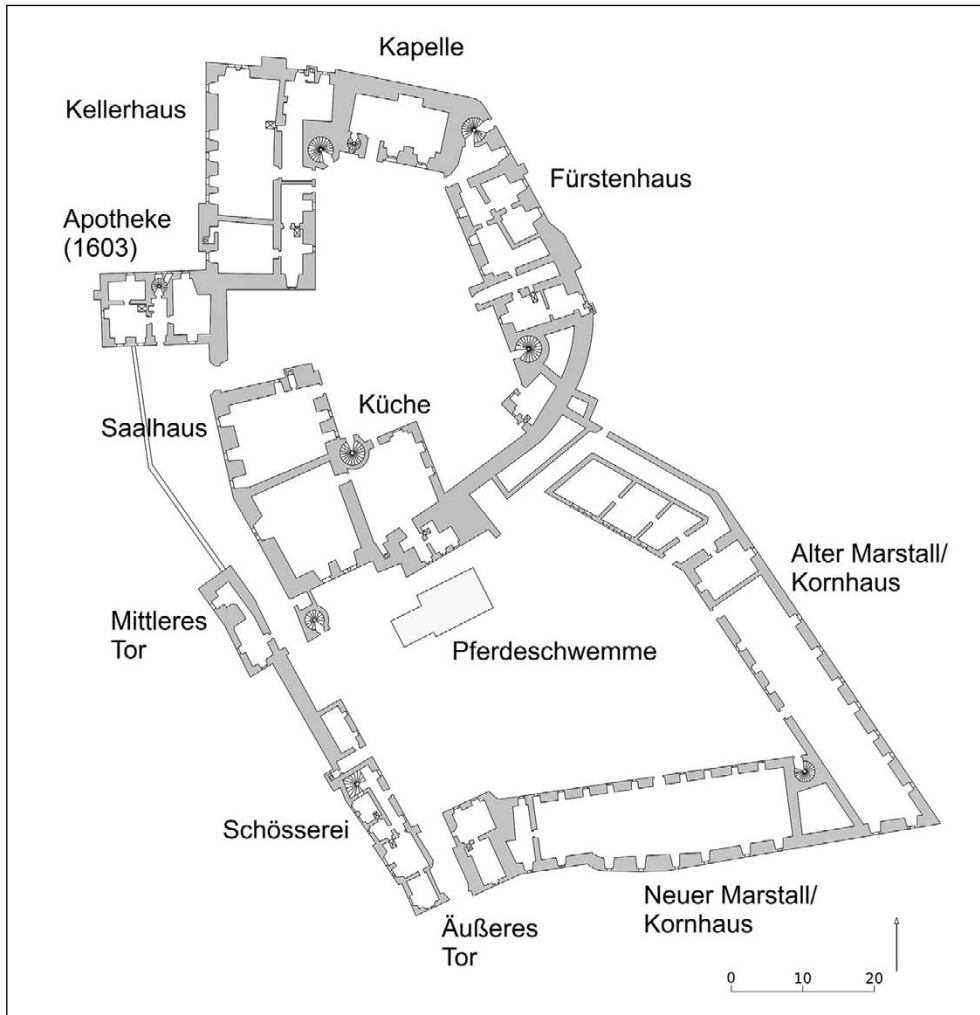 Kapelle
Kellerhaus
Fürstenhaus
Apotheke
(1603)
Küche
Saalhaus
Alter Marstall/
Kornhaus
Mittleres
Tor
Pferdeschwemme
Schösserei
Neuer Marstall/
Kornhaus
Äußeres
Tor
0 10 20